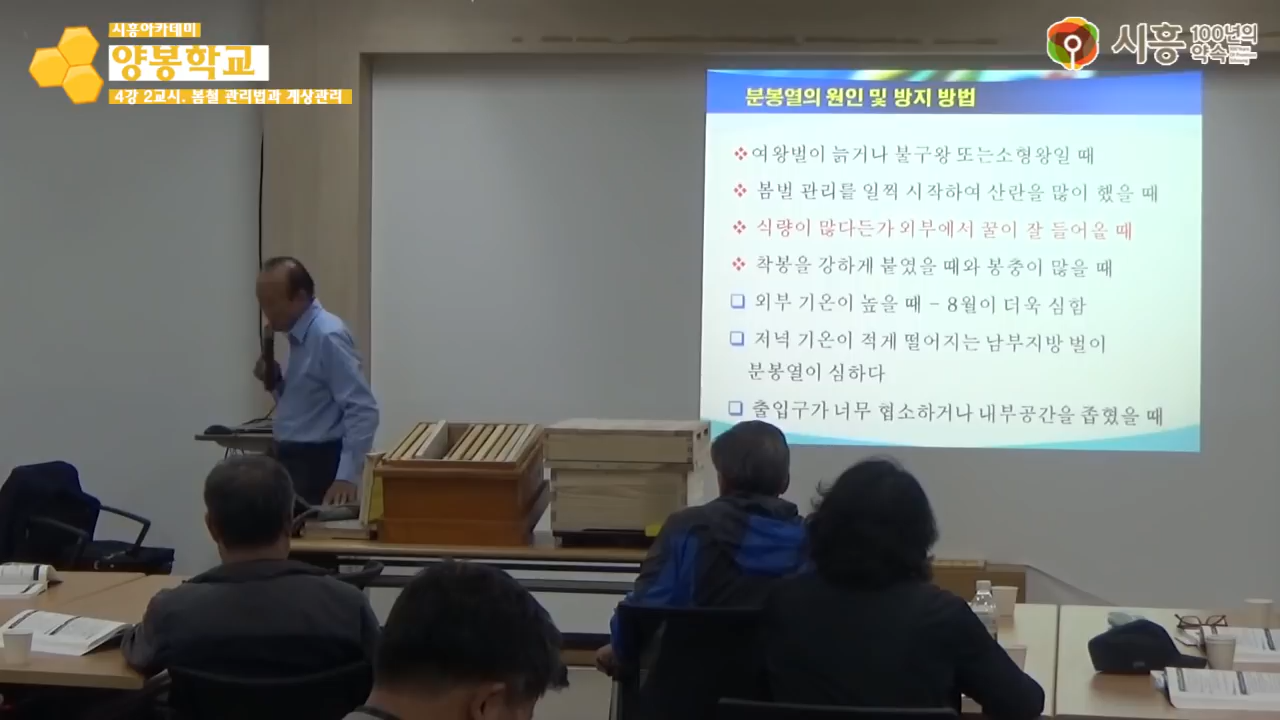 시흥아카데미
양봉학교
4강 2교시. 봄철 관리법과 계상관리
시흥 100년의
약속
분봉열의 원인 및 방지 방법
❖여왕벌이 늙거나 불구왕 또는소형왕일 때
❖ 봄벌 관리를 일찍 시작하여 산란을 많이 했을 때
❖ 식량이 많다든가 외부에서 꿀이 잘 들어올 때
❖ 착봉을 강하게 붙였을 때와 봉충이 많을 때
❑ 외부 기온이 높을 때 – 8월이 더욱 심함
❑ 저녁 기온이 적게 떨어지는 남부지방 벌이
분봉열이 심하다
❑ 출입구가 너무 협소하거나 내부공간을 좁혔을 때